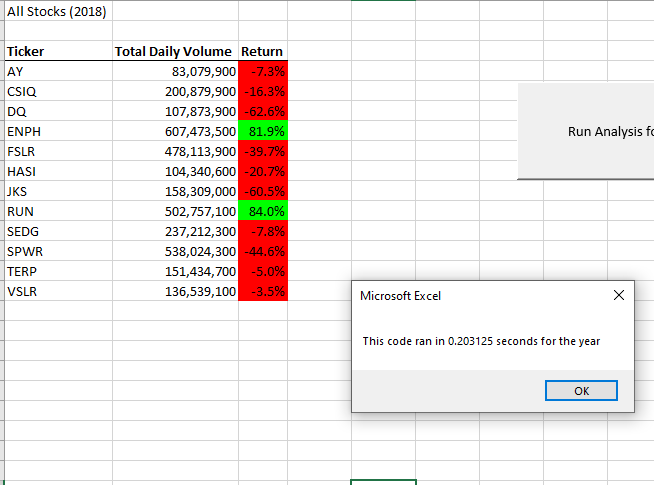 All Stocks (2018)
Ticker Total Daily Volume Return
AY 83,079,900 -7.3%
CSIQ 200,879,900 -16.3%
DQ 107,873,900 -62.6%
ENPH 607,473,500 81.9%
FSLR 478,113,900 -39.7%
HASI 104,340,600 -20.7%
JKS 158,309,000 -60.5%
RUN 502,757,100 84.0%
SEDG 237,212,300 -7.8%
SPWR 538,024,300 -44.6%
TERP 151,434,700 -5.0%
VSLR 136,539,100 -3.5%
Run Analysis fo
Microsoft Excel
This code ran in 0.203125 seconds for the year
OK